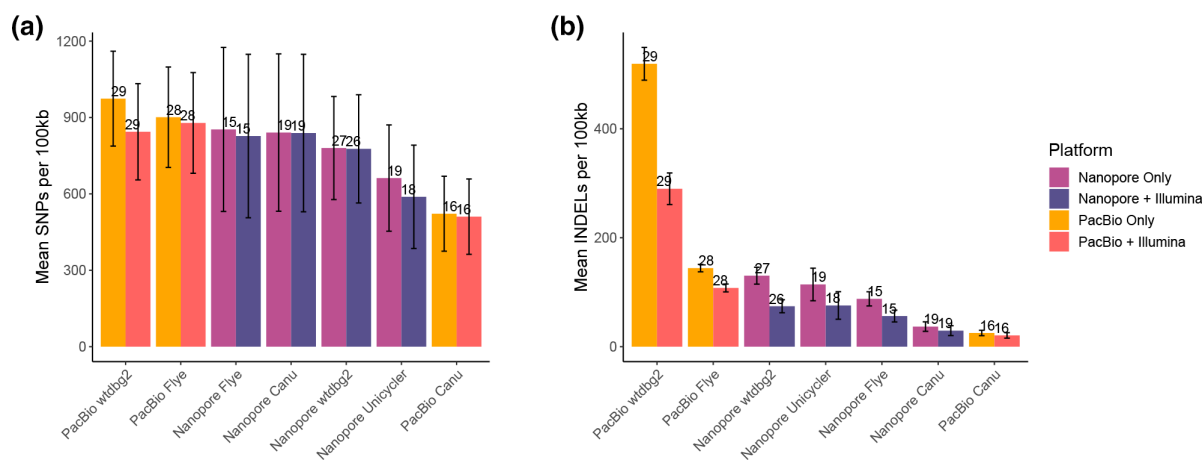 (a)
Mean SNPs per 100kb
1200
900
600
300
0
29
29
28
28
15
15
19
19
27
26
19
18
16
16
PacBio wtdbg2
PacBio Flye
Nanopore Flye
Nanopore Canu
Nanopore wtdbg2
Nanopore Unicycler
PacBio Canu
(b)
Mean INDELs per 100kb
400
200
0
29
29
28
28
27
26
19
18
15
15
19
19
16
16
PacBio wtdbg2
PacBio Flye
Nanopore wtdbg2
Nanopore Unicycler
Nanopore Flye
Nanopore Canu
PacBio Canu
Platform
Nanopore Only
Nanopore + Illumina
PacBio Only
PacBio + Illumina